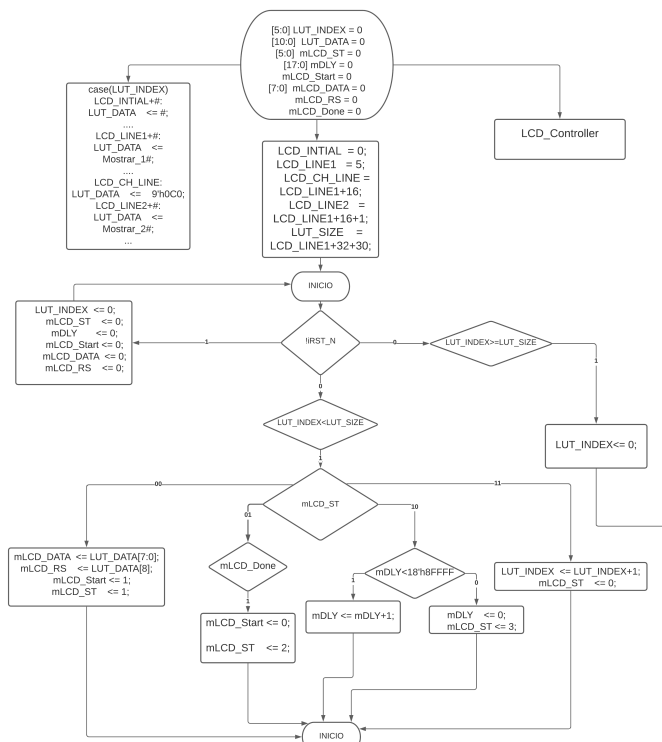 [5:0] LUT_INDEX = 0
[10:0] LUT_DATA = 0
[5:0] mLCD_ST = 0
[17:0] mDLY = 0
mLCD_Start = 0
[7:0] mLCD_DATA = 0
mLCD_RS = 0
mLCD_Done = 0
case(LUT_INDEX)
LCD_INTIAL+#:
LUT_DATA <= #;
....
LCD_LINE1+#:
LUT_DATA <=
Mostrar_1#;
....
LCD_CH_LINE:
LUT_DATA <= 9'h0C0;
LCD_LINE2+#:
LUT_DATA <=
Mostrar_2#;
...
LCD_Controller
LCD_INTIAL = 0;
LCD_LINE1 = 5;
LCD_CH_LINE =
LCD_LINE1+16;
LCD_LINE2 =
LCD_LINE1+16+1;
LUT_SIZE =
LCD_LINE1+32+30;
INICIO
LUT_INDEX <= 0;
mLCD_ST <= 0;
mDLY <= 0;
mLCD_Start <= 0;
mLCD_DATA <= 0;
mLCD_RS <= 0;
1
!iRST_N
0
LUT_INDEX>=LUT_SIZE
1
0
LUT_INDEX<LUT_SIZE
LUT_INDEX<= 0;
1
00
mLCD_ST
11
01
10
mLCD_DATA <= LUT_DATA[7:0];
mLCD_RS <= LUT_DATA[8];
mLCD_Start <= 1;
mLCD_ST <= 1;
mLCD_Done
1
mLCD_Start <= 0;
mLCD_ST <= 2;
mDLY<18'h8FFFF
1
0
mDLY <= mDLY+1;
mDLY <= 0;
mLCD_ST <= 3;
LUT_INDEX <= LUT_INDEX+1;
mLCD_ST <= 0;
INICIO